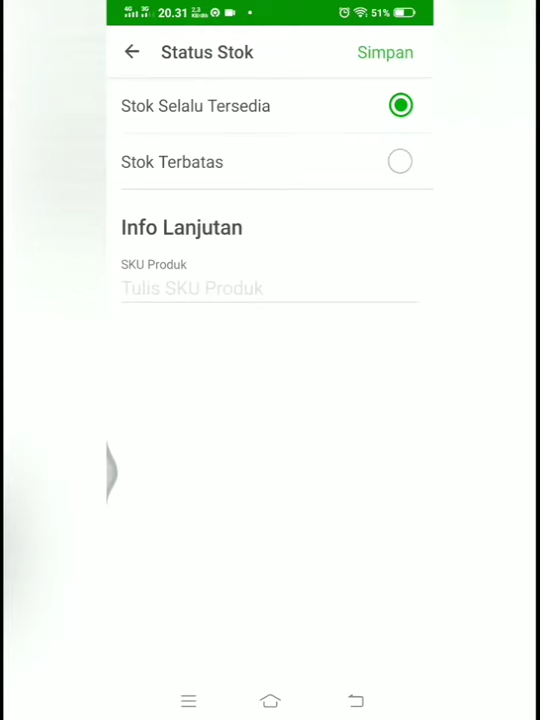 20.31
51%
Status Stok
Simpan
Stok Selalu Tersedia
Stok Terbatas
Info Lanjutan
SKU Produk
Tulis SKU Produk